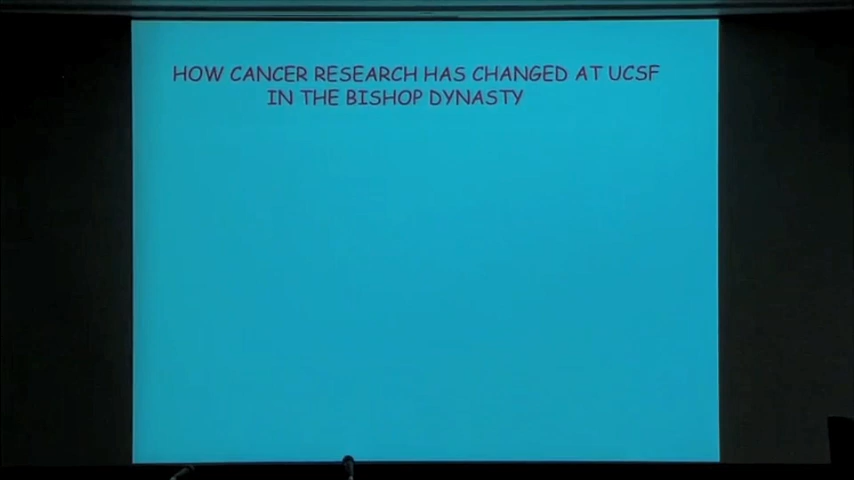 HOW CANCER RESEARCH HAS CHANGED AT UCSF
IN THE BISHOP DYNASTY